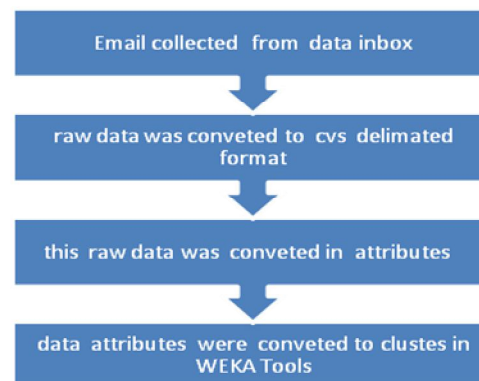 Email collected from data inbox
raw data was conveted to cvs delimated
format
this raw data was conveted in attributes
data attributes were conveted to clustes in
WEKA Tools